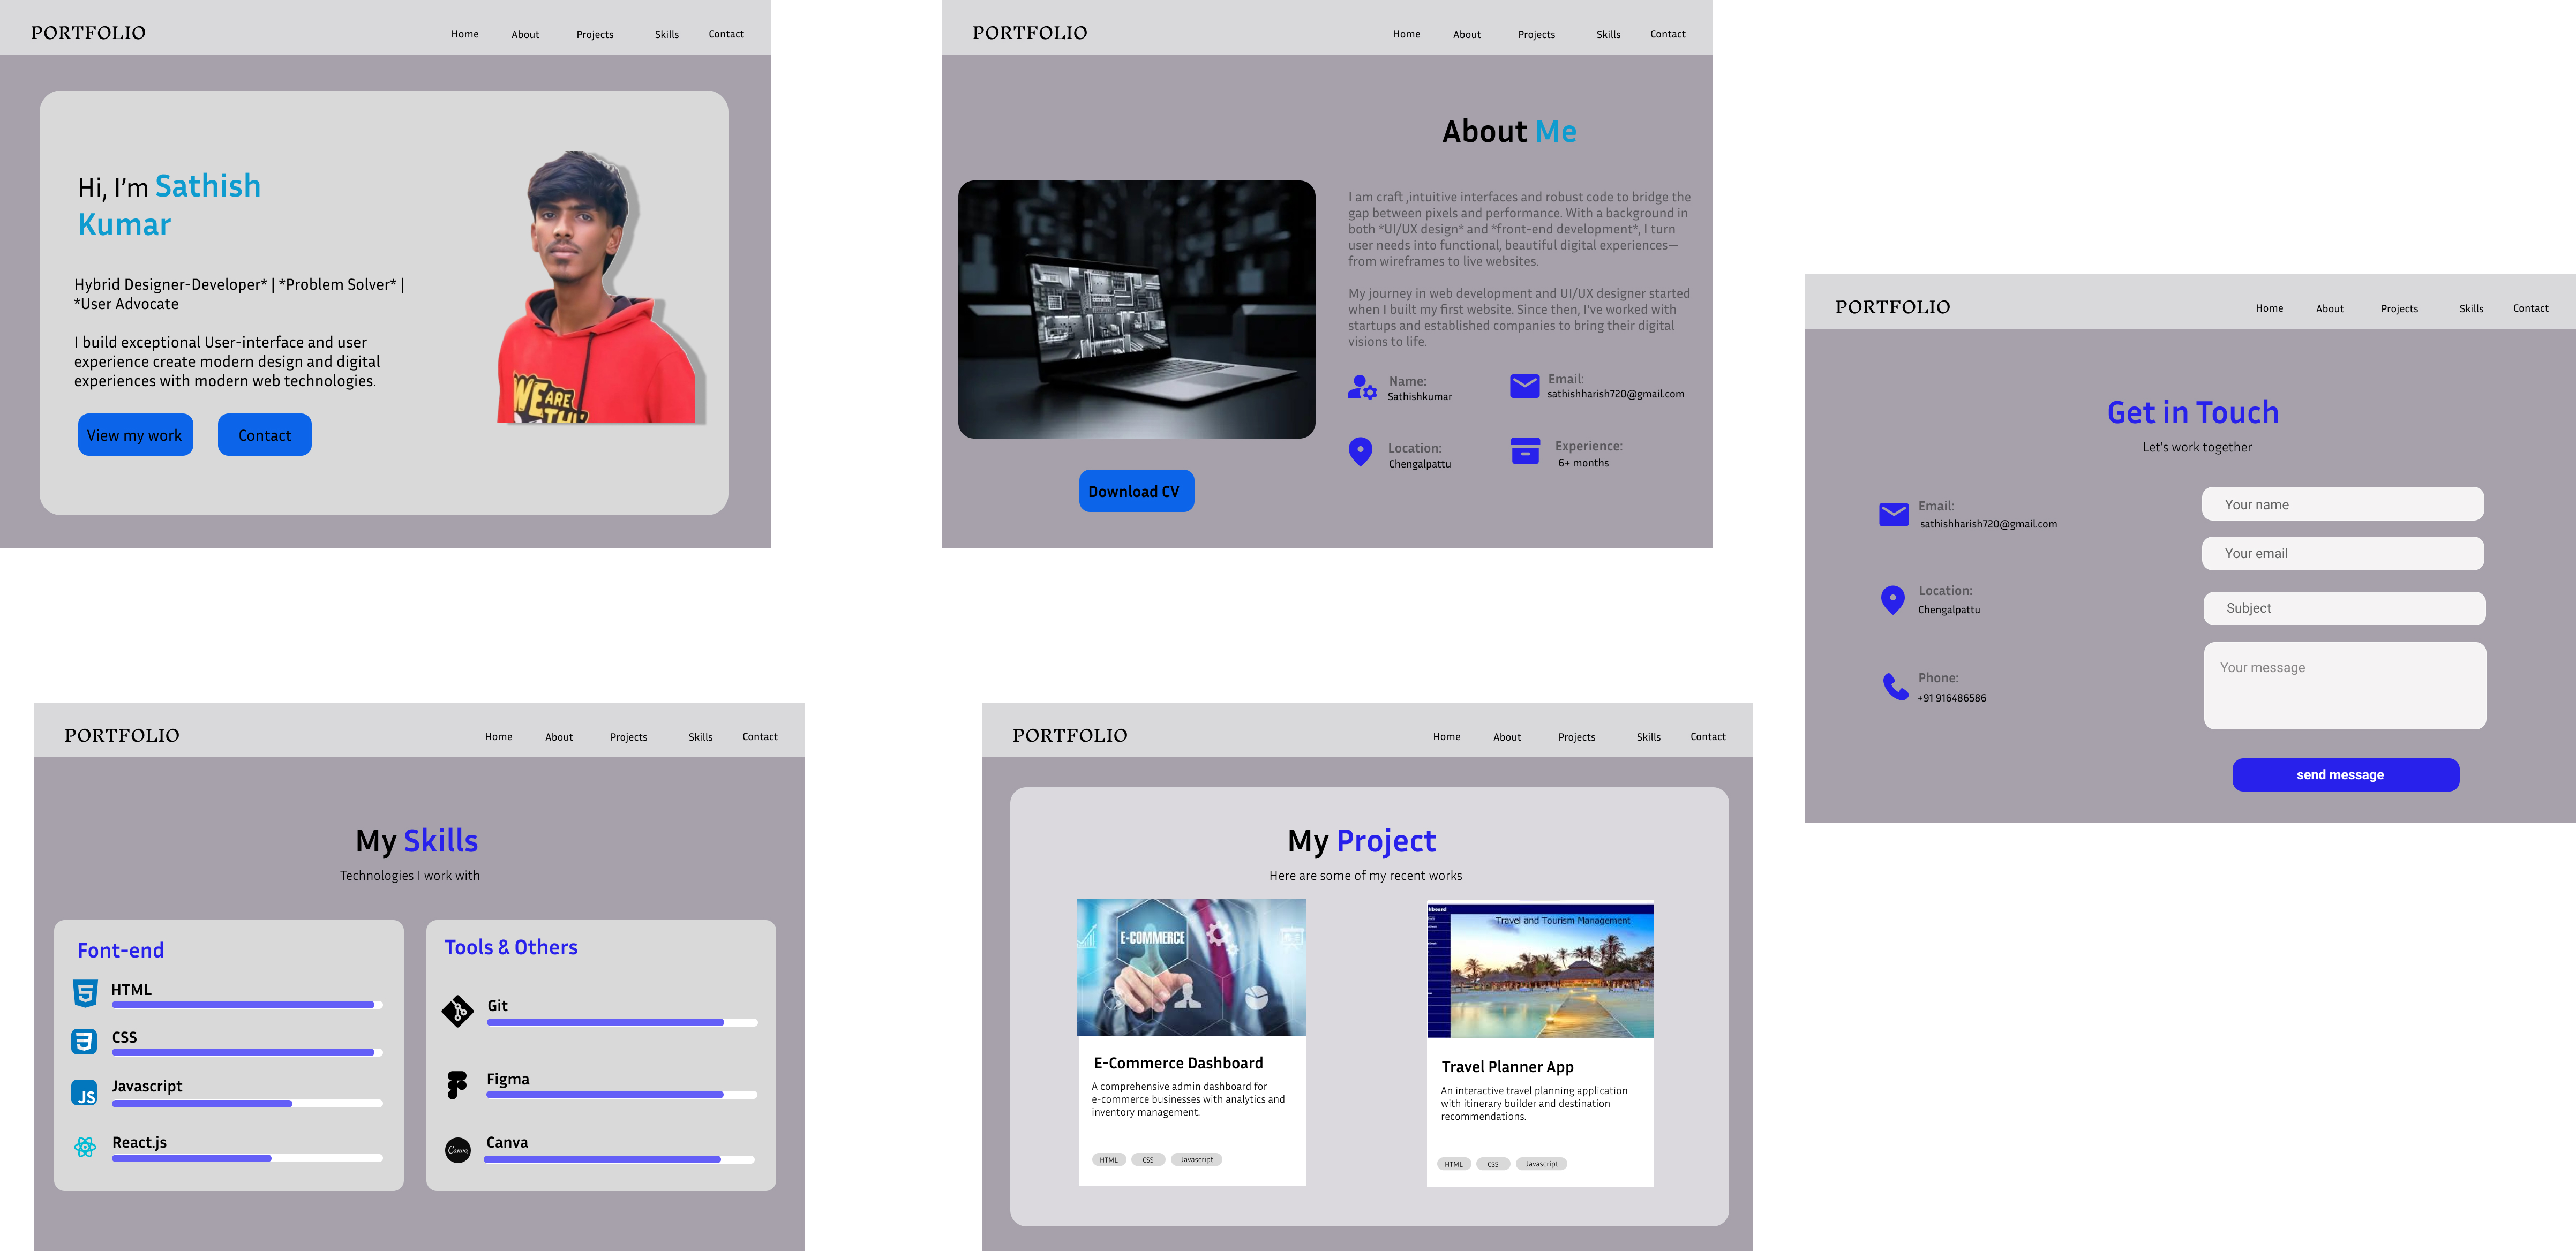 PORTFOLIO
Home
About
Projects
Skills
Contact
Hi, I'm Sathish
Kumar
Hybrid Designer-Developer* | *Problem Solver* |
*User Advocate
I build exceptional User-interface and user
experience create modern design and digital
experiences with modern web technologies.
View my work
Contact
WE ARE
PORTFOLIO
Home
About
Projects
Skills
Contact
About Me
I am craft ,intuitive interfaces and robust code to bridge the
gap between pixels and performance. With a background in
both *UI/UX design* and *front-end development*, I turn
user needs into functional, beautiful digital experiences—
from wireframes to live websites.
My journey in web development and UI/UX designer started
when I built my first website. Since then, I've worked with
startups and established companies to bring their digital
visions to life.
Name:
Sathishkumar
Email:
sathishharish720@gmail.com
Location:
Chengalpattu
Experience:
6+ months
Download CV
PORTFOLIO
Home
About
Projects
Skills
Contact
Get in Touch
Let's work together
Email:
sathishharish720@gmail.com
Location:
Chengalpattu
Phone:
+91 916486586
Your name
Your email
Subject
Your message
send message
PORTFOLIO
Home
About
Projects
Skills
Contact
My Skills
Technologies I work with
Font-end
HTML
CSS
JS
Javascript
React.js
Tools & Others
Git
Figma
Canva
Canva
PORTFOLIO
Home
About
Projects
Skills
Contact
My Project
Here are some of my recent works
E-COMMERCE
E-Commerce Dashboard
A comprehensive admin dashboard for
e-commerce businesses with analytics and
inventory management.
HTML
CSS
Javascript
hboard
Travel and Tourism Management
Travel Planner App
An interactive travel planning application
with itinerary builder and destination
recommendations.
HTML
CSS
Javascript